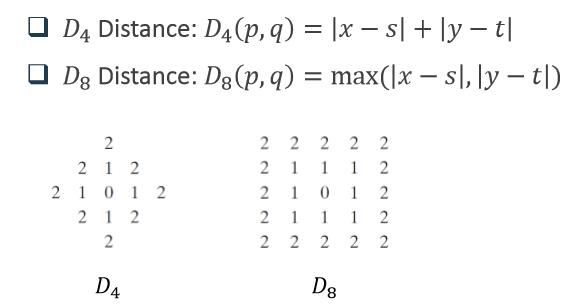 ❑ D₄ Distance: D₄(p, q) = |x − s| + |y − t|
❑ D₈ Distance: D₈(p, q) = max(|x − s|, |y − t|)
2
2 1 2
2 1 0 1 2
2 1 2
2
D₄
2 2 2 2 2
2 1 1 1 2
2 1 0 1 2
2 1 1 1 2
2 2 2 2 2
D₈